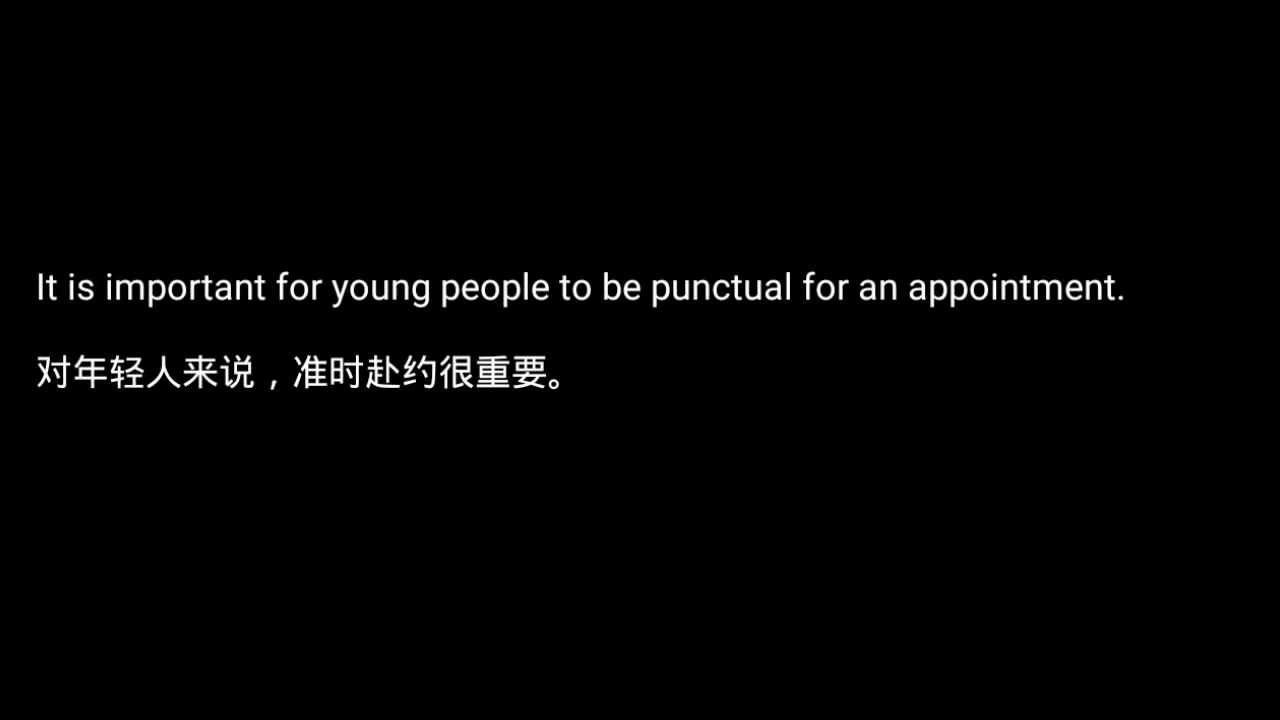 It is important for young people to be punctual for an appointment.
对年轻人来说，准时赴约很重要。